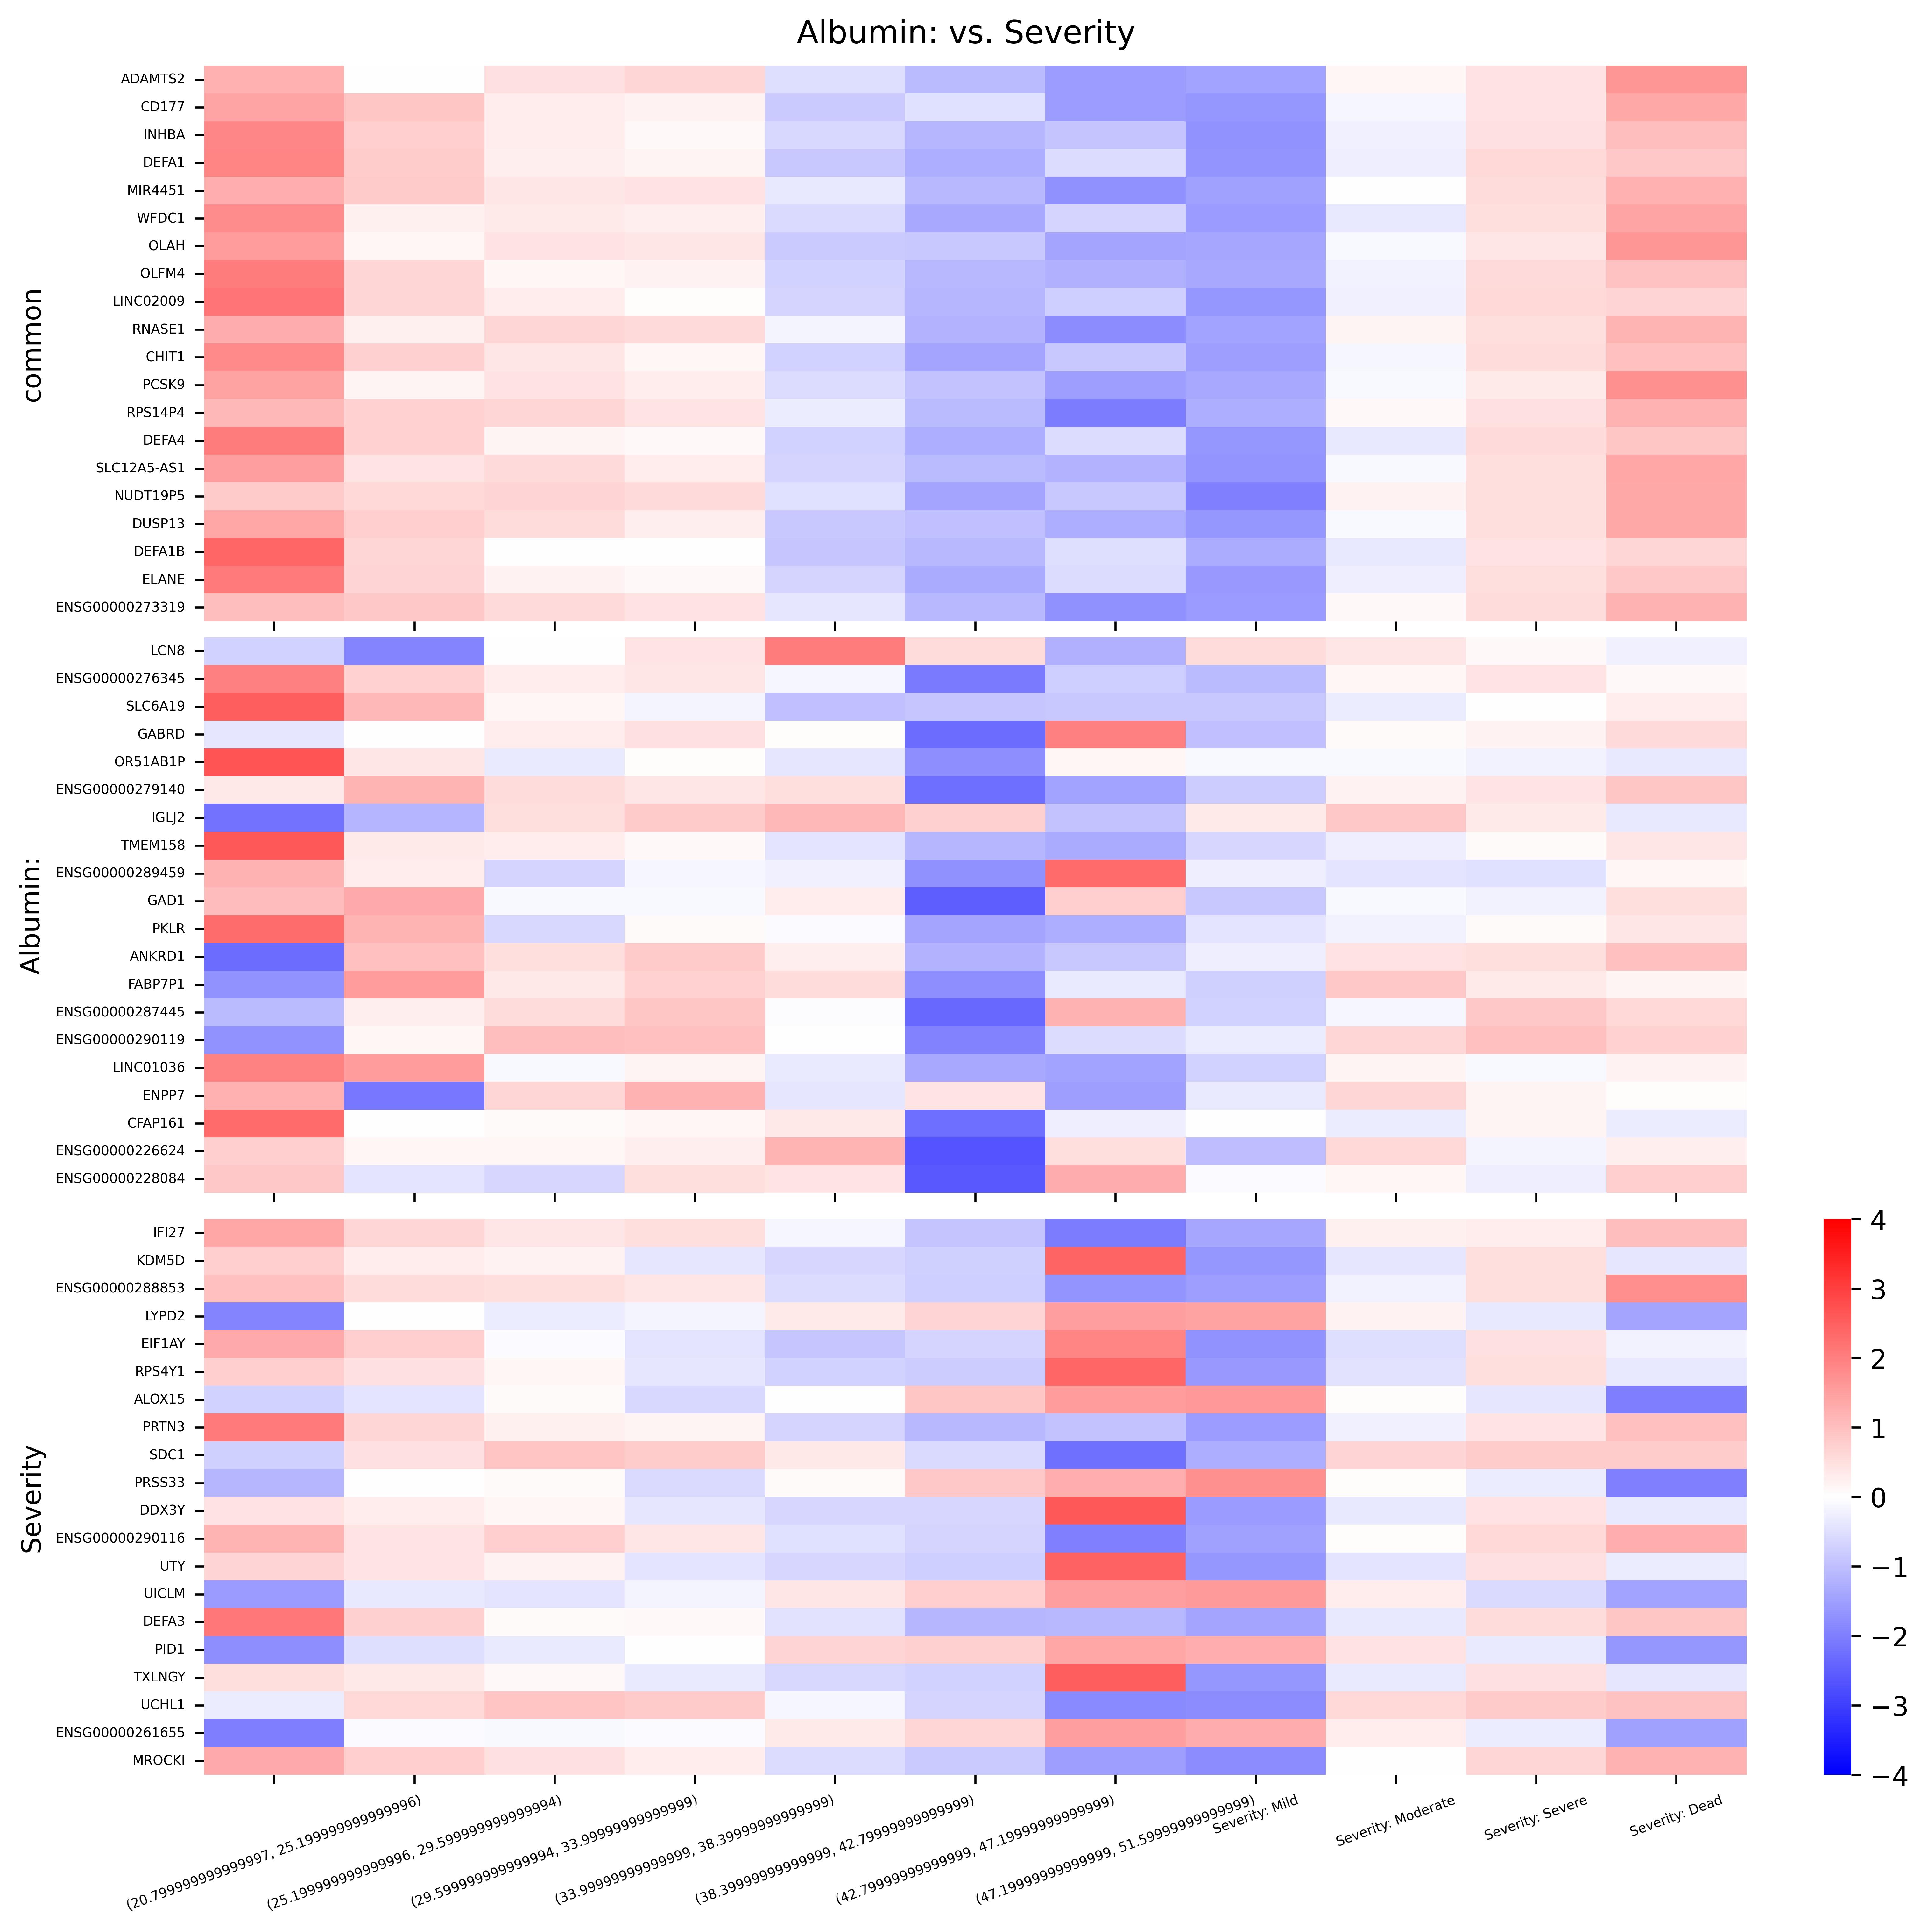 Albumin: vs. Severity
common
ADAMTS2
CD177
INHBA
DEFA1
MIR4451
WFDC1
OLAH
OLFM4
LINC02009
RNASE1
CHIT1
PCSK9
RPS14P4
DEFA4
SLC12A5-AS1
NUDT19P5
DUSP13
DEFA1B
ELANE
ENSG00000273319
Albumin:
LCN8
ENSG00000276345
SLC6A19
GABRD
OR51AB1P
ENSG00000279140
IGLJ2
TMEM158
ENSG00000289459
GAD1
PKLR
ANKRD1
FABP7P1
ENSG00000287445
ENSG00000290119
LINC01036
ENPP7
CFAP161
ENSG00000226624
ENSG00000228084
Severity
IFI27
KDM5D
ENSG00000288853
LYPD2
EIF1AY
RPS4Y1
ALOX15
PRTN3
SDC1
PRSS33
DDX3Y
ENSG00000290116
UTY
UICLM
DEFA3
PID1
TXLNGY
UCHL1
ENSG00000261655
MROCKI
4
3
2
1
0
−1
−2
−3
−4
(20.799999999999997, 25.199999999999996)
(25.199999999999996, 29.599999999999994)
(29.599999999999994, 33.99999999999999)
(33.99999999999999, 38.39999999999999)
(38.39999999999999, 42.79999999999999)
(42.79999999999999, 47.19999999999999)
(47.19999999999999, 51.59999999999999)
Severity: Mild
Severity: Moderate
Severity: Severe
Severity: Dead